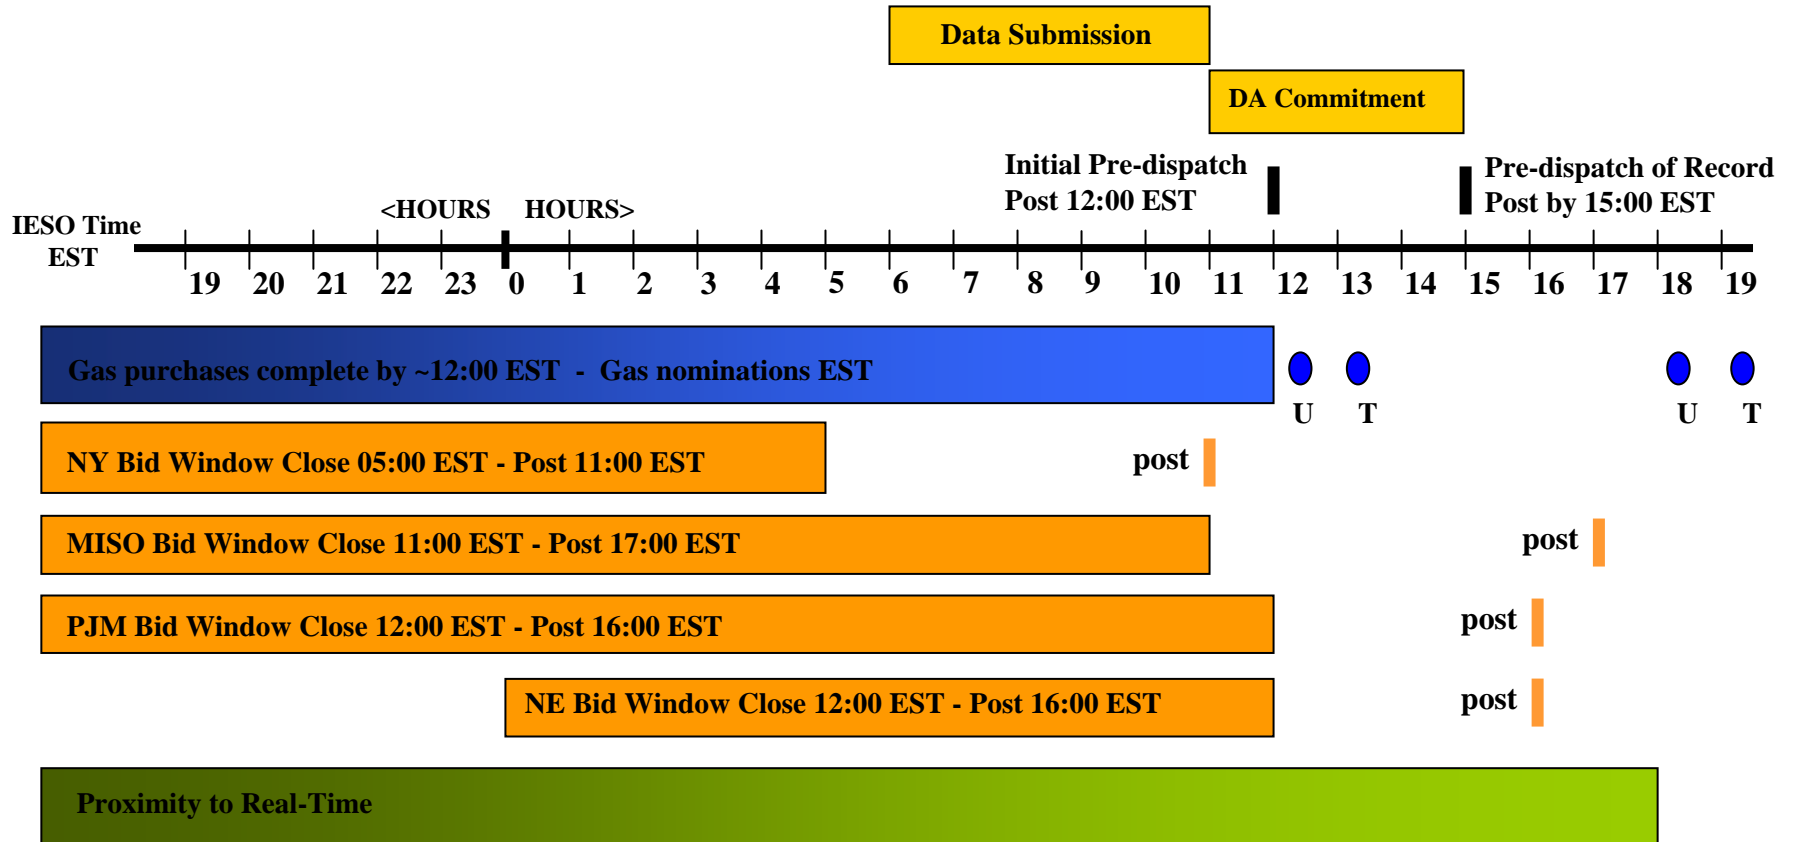 Data Submission
DA Commitment
Initial Pre-dispatch
Post 12:00 EST
Pre-dispatch of Record
Post by 15:00 EST
<HOURS HOURS>
IESO Time
EST
19 20 21 22 23 0 1 2 3 4 5 6 7 8 9 10 11 12 13 14 15 16 17 18 19
Gas purchases complete by ~12:00 EST - Gas nominations EST
U T U T
NY Bid Window Close 05:00 EST - Post 11:00 EST
post
MISO Bid Window Close 11:00 EST - Post 17:00 EST
post
PJM Bid Window Close 12:00 EST - Post 16:00 EST
post
NE Bid Window Close 12:00 EST - Post 16:00 EST
post
Proximity to Real-Time